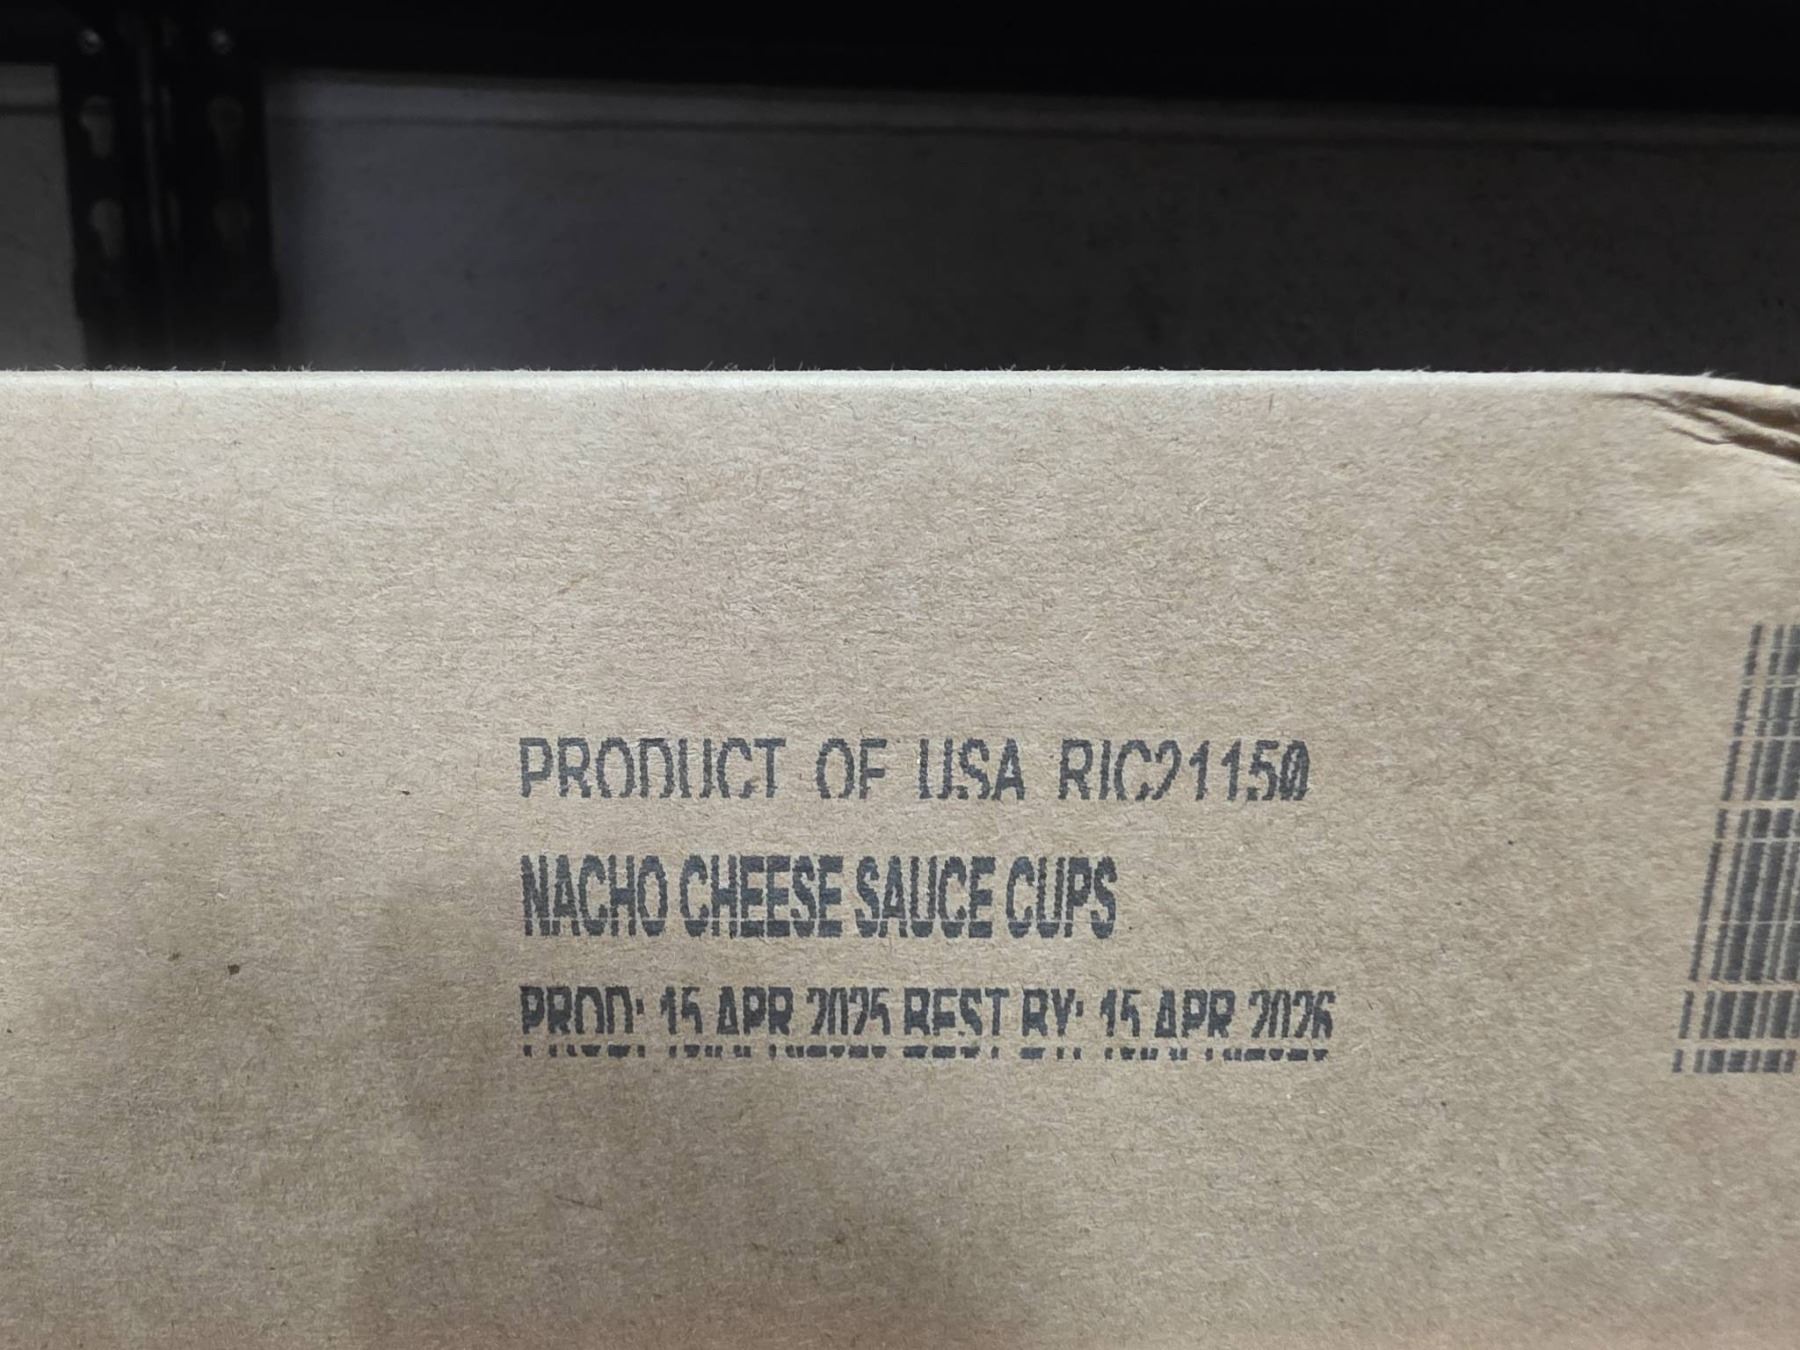 PRODUCT OF USA RIC21150
NACHO CHEESE SAUCE CUPS
PROD: 15 APR 2025 BEST BY: 15 APR 2026